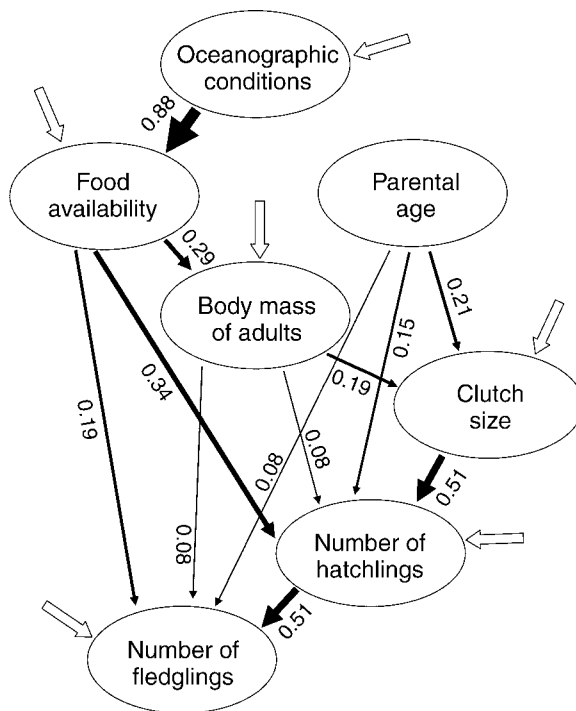 Oceanographic
conditions
0.88
Food
availability
Parental
age
0.29
Body mass
of adults
0.21
0.15
0.19
Clutch
size
0.34
0.19
0.08
0.08
0.51
0.08
Number of
hatchlings
0.51
Number of
fledglings